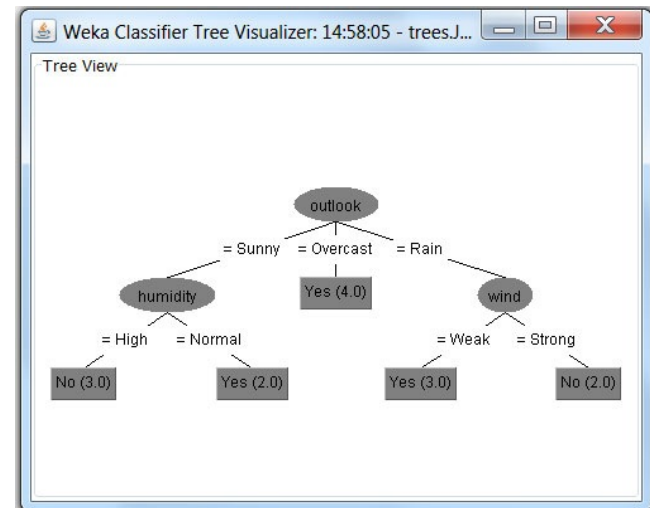 Weka Classifier Tree Visualizer: 14:58:05 - trees.J...
Tree View
outlook
= Sunny = Overcast = Rain
humidity Yes (4.0) wind
= High = Normal = Weak = Strong
No (3.0) Yes (2.0) Yes (3.0) No (2.0)